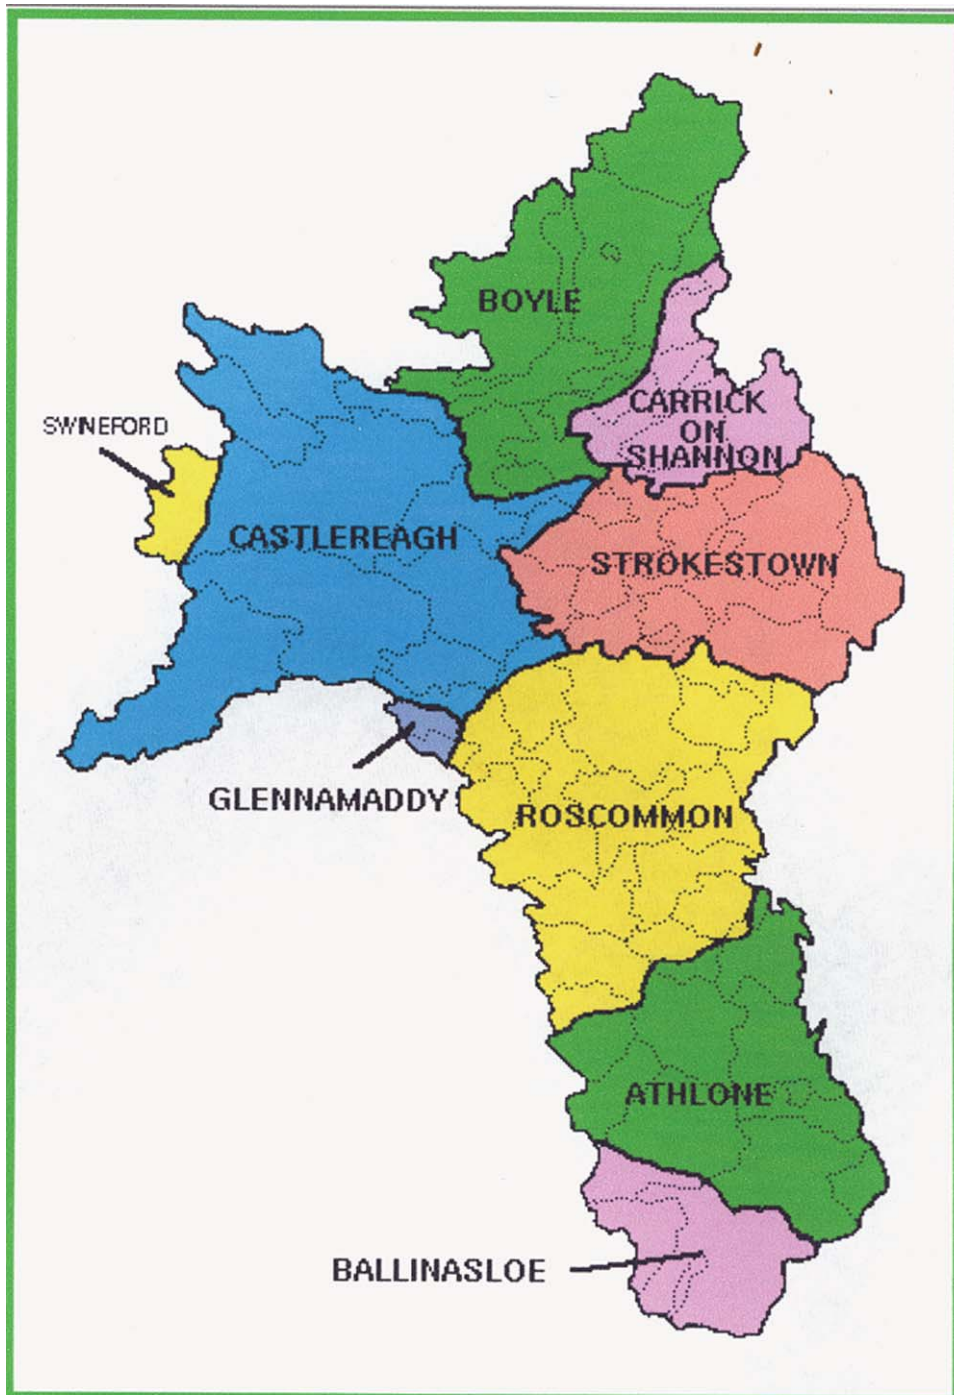 BOYLE
CARRICK
ON
SHANNON
SWINEFORD
CASTLEREAGH
STROKESTOWN
GLENNAMADDY
ROSCOMMON
ATHLONE
BALLINASLOE